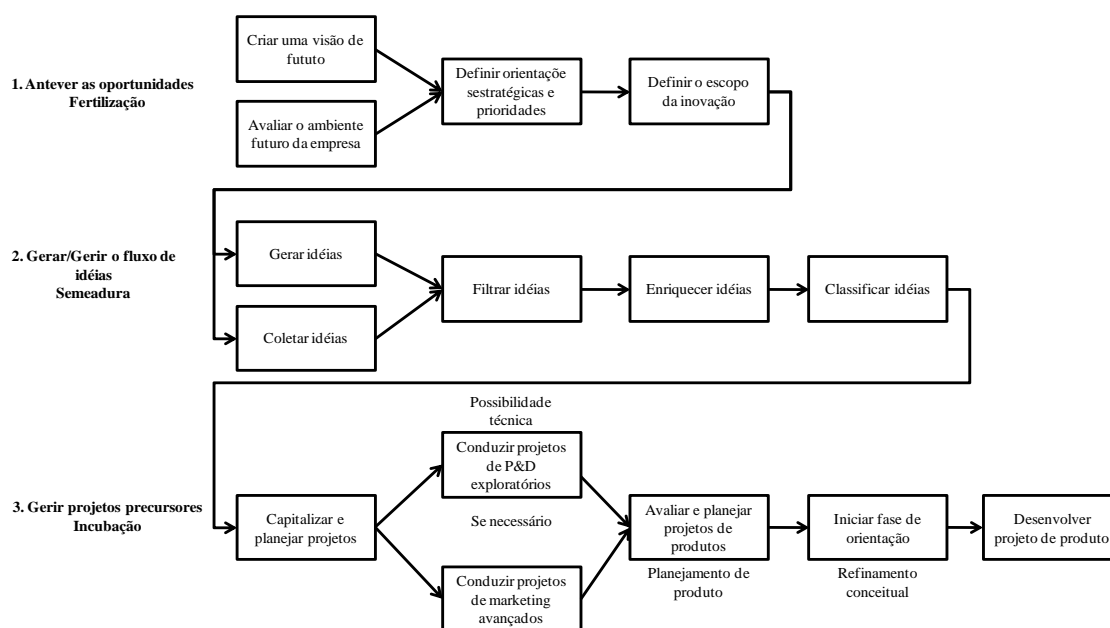 1. Antever as oportunidades
Fertilização
Criar uma visão de
fututo
Avaliar o ambiente
futuro da empresa
Definir orientaçõe
sestratégicas e
prioridades
Definir o escopo
da inovação
2. Gerar/Gerir o fluxo de
idéias
Semeadura
Gerar idéias
Coletar idéias
Filtrar idéias
Enriquecer idéias
Classificar idéias
3. Gerir projetos precursores
Incubação
Capitalizar e
planejar projetos
Possibilidade
técnica
Conduzir projetos
de P&D
exploratórios
Se necessário
Conduzir projetos
de marketing
avançados
Avaliar e planejar
projetos de
produtos
Planejamento de
produto
Iniciar fase de
orientação
Refinamento
conceitual
Desenvolver
projeto de produto